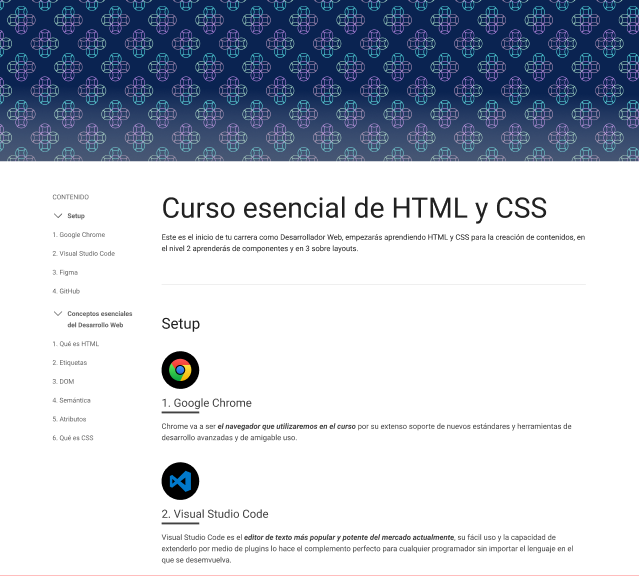 CONTENIDO
Setup
1. Google Chrome
2. Visual Studio Code
3. Figma
4. GitHub
Conceptos esenciales
del Desarrollo Web
1. Qué es HTML
2. Etiquetas
3. DOM
4. Semántica
5. Atributos
6. Qué es CSS
Curso esencial de HTML y CSS
Este es el inicio de tu carrera como Desarrollador Web, empezarás aprendiendo HTML y CSS para la creación de contenidos, en
el nivel 2 aprenderás de componentes y en 3 sobre layouts.
Setup
1. Google Chrome
Chrome va a ser el navegador que utilizaremos en el curso por su extenso soporte de nuevos estándares y herramientas de
desarrollo avanzadas y de amigable uso.
2. Visual Studio Code
Visual Studio Code es el editor de texto más popular y potente del mercado actualmente, su fácil uso y la capacidad de
extenderlo por medio de plugins lo hace el complemento perfecto para cualquier programador sin importar el lenguaje en el
que se desemvuelva.